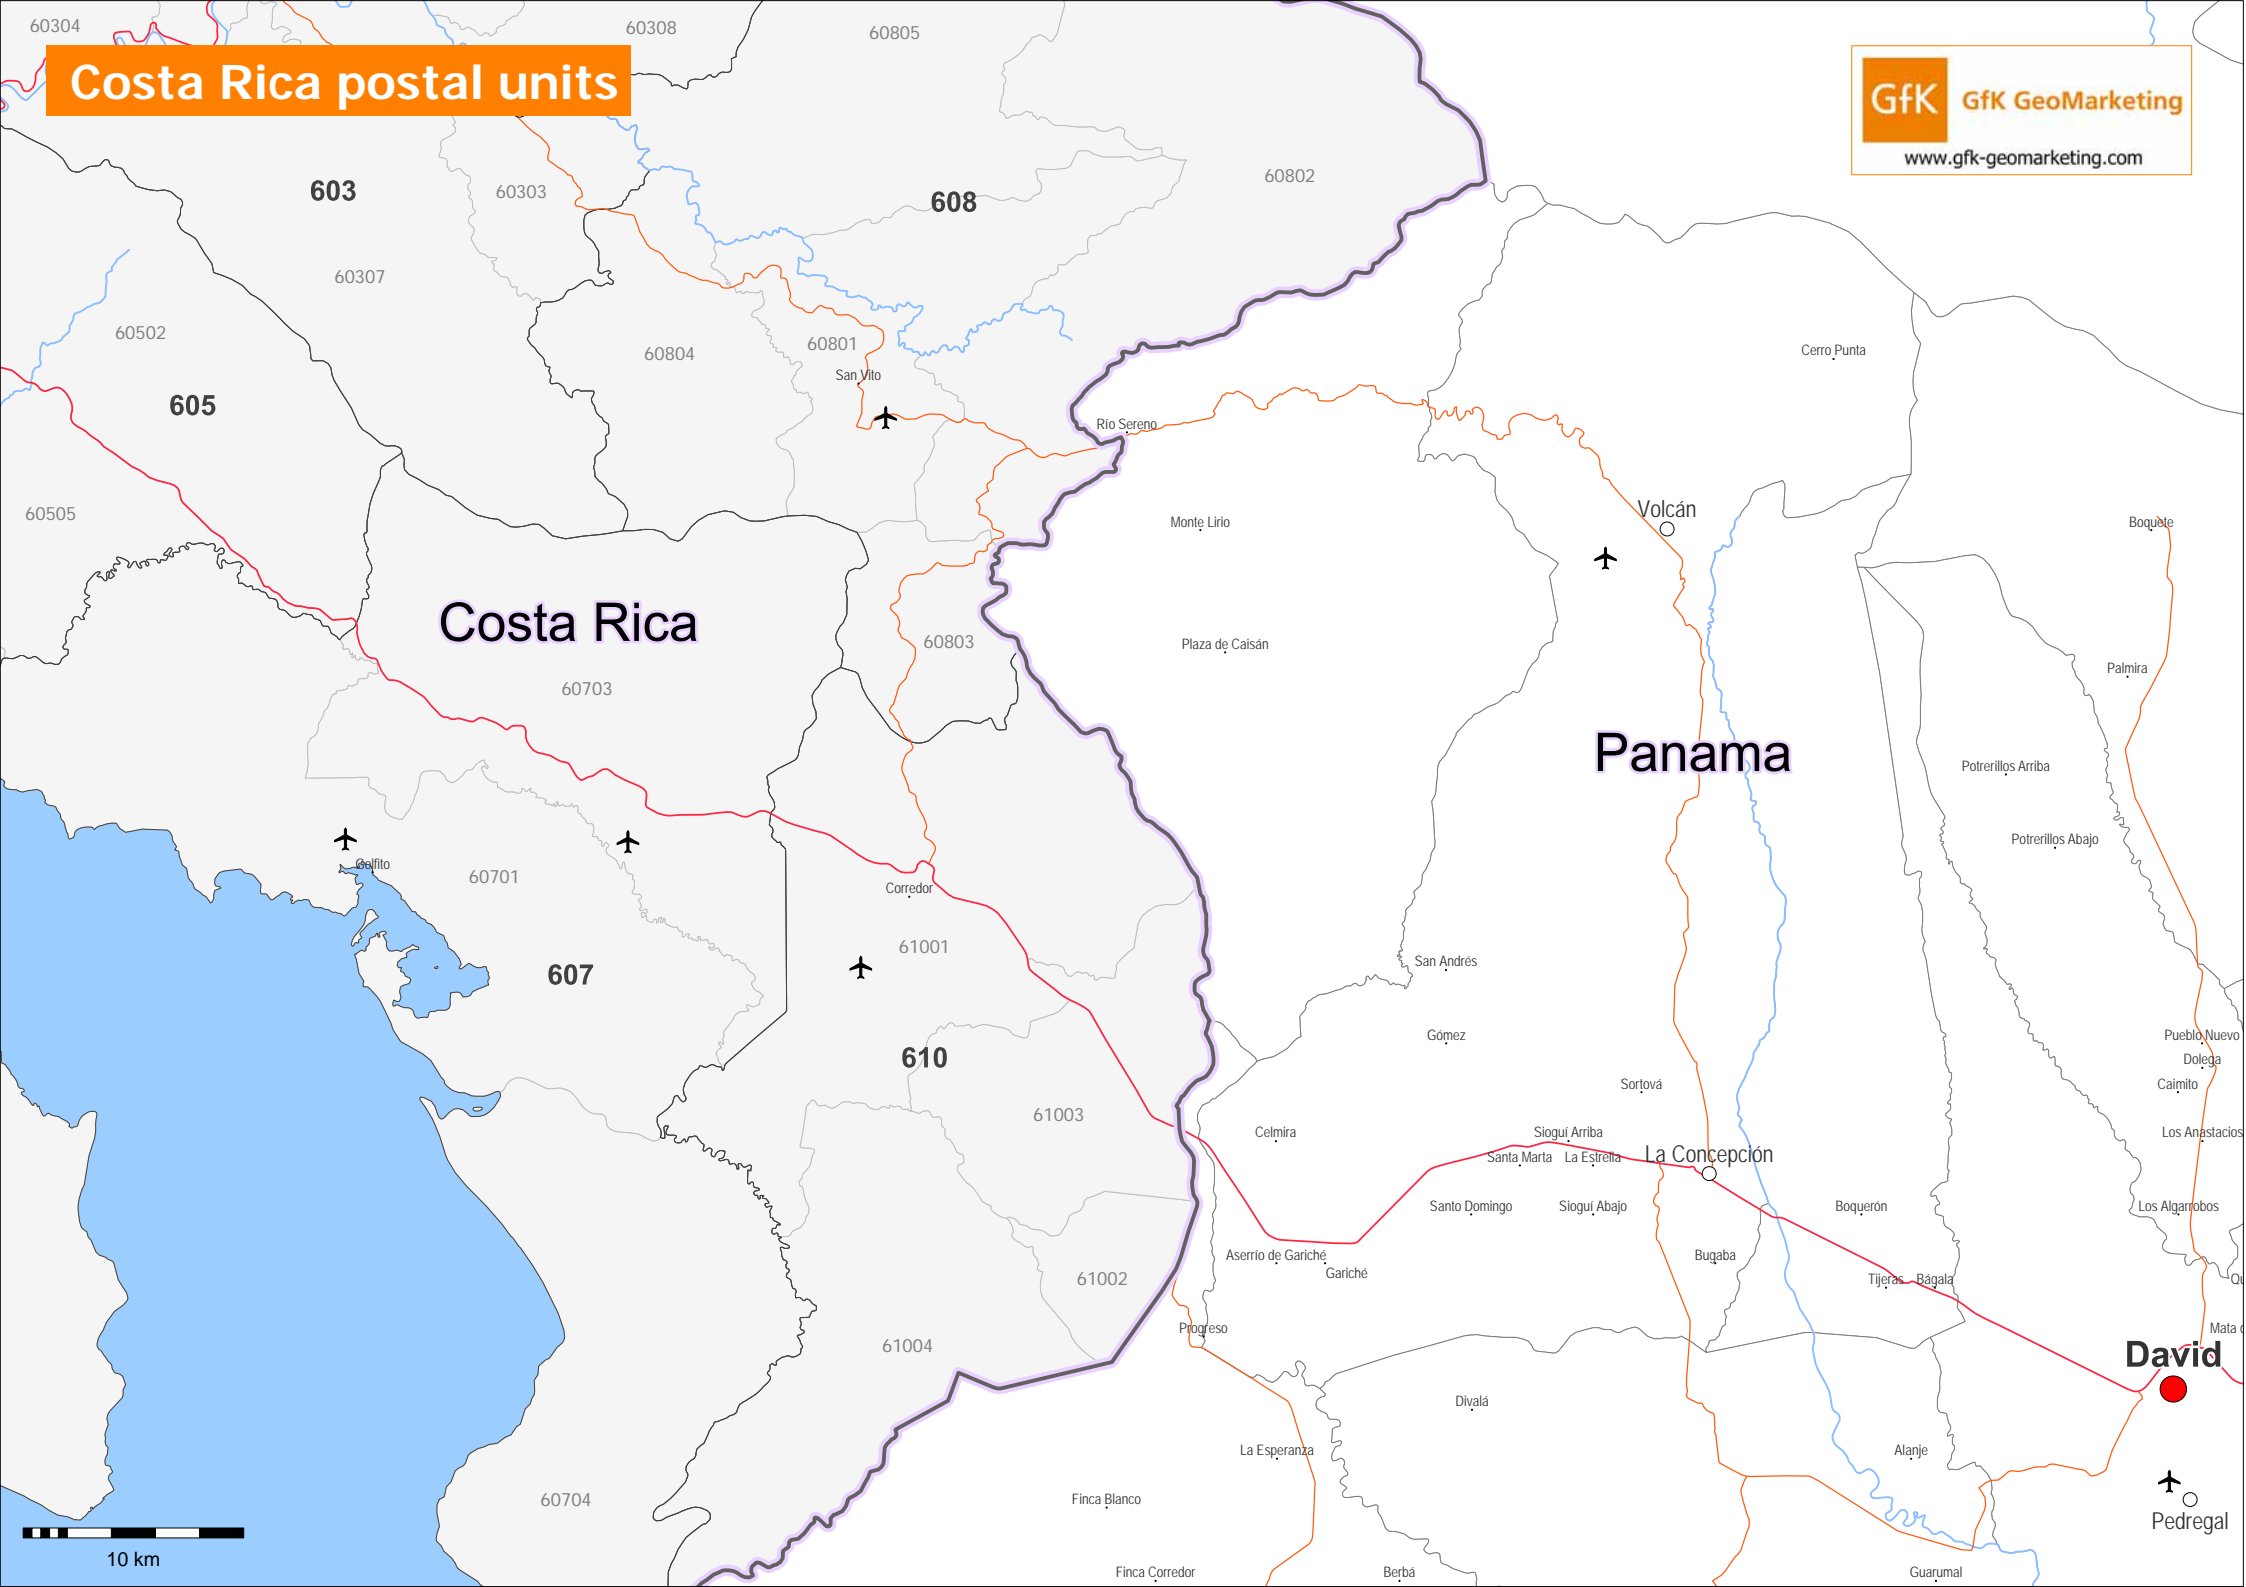 60304
60308
60805
Costa Rica postal units
GfK
GfK GeoMarketing
www.gfk-geomarketing.com
603
60303
608
60802
60307
60502
60804
60801
San Vito
Cerro Punta
605
Río Sereno
60505
Monte Lirio
Volcán
Boquete
Costa Rica
60803
Plaza de Caisán
60703
Palmira
Panama
Potrerillos Arriba
Potrerillos Abajo
Golfito
60701
Corredor
61001
607
San Andrés
Gómez
Pueblo Nuevo
610
Dolega
Sortová
Caimito
61003
Celmira
Sioguí Arriba
Los Anastacios
Santa Marta
La Estrella
La Concepción
Santo Domingo
Sioguí Abajo
Boquerón
Los Algarrobos
Aserrío de Gariché
Gariché
Bugaba
61002
Tijeras
Bágala
Progreso
Mata
61004
David
Divalá
La Esperanza
Alanje
60704
Finca Blanco
Pedregal
10 km
Finca Corredor
Berbá
Guarumal